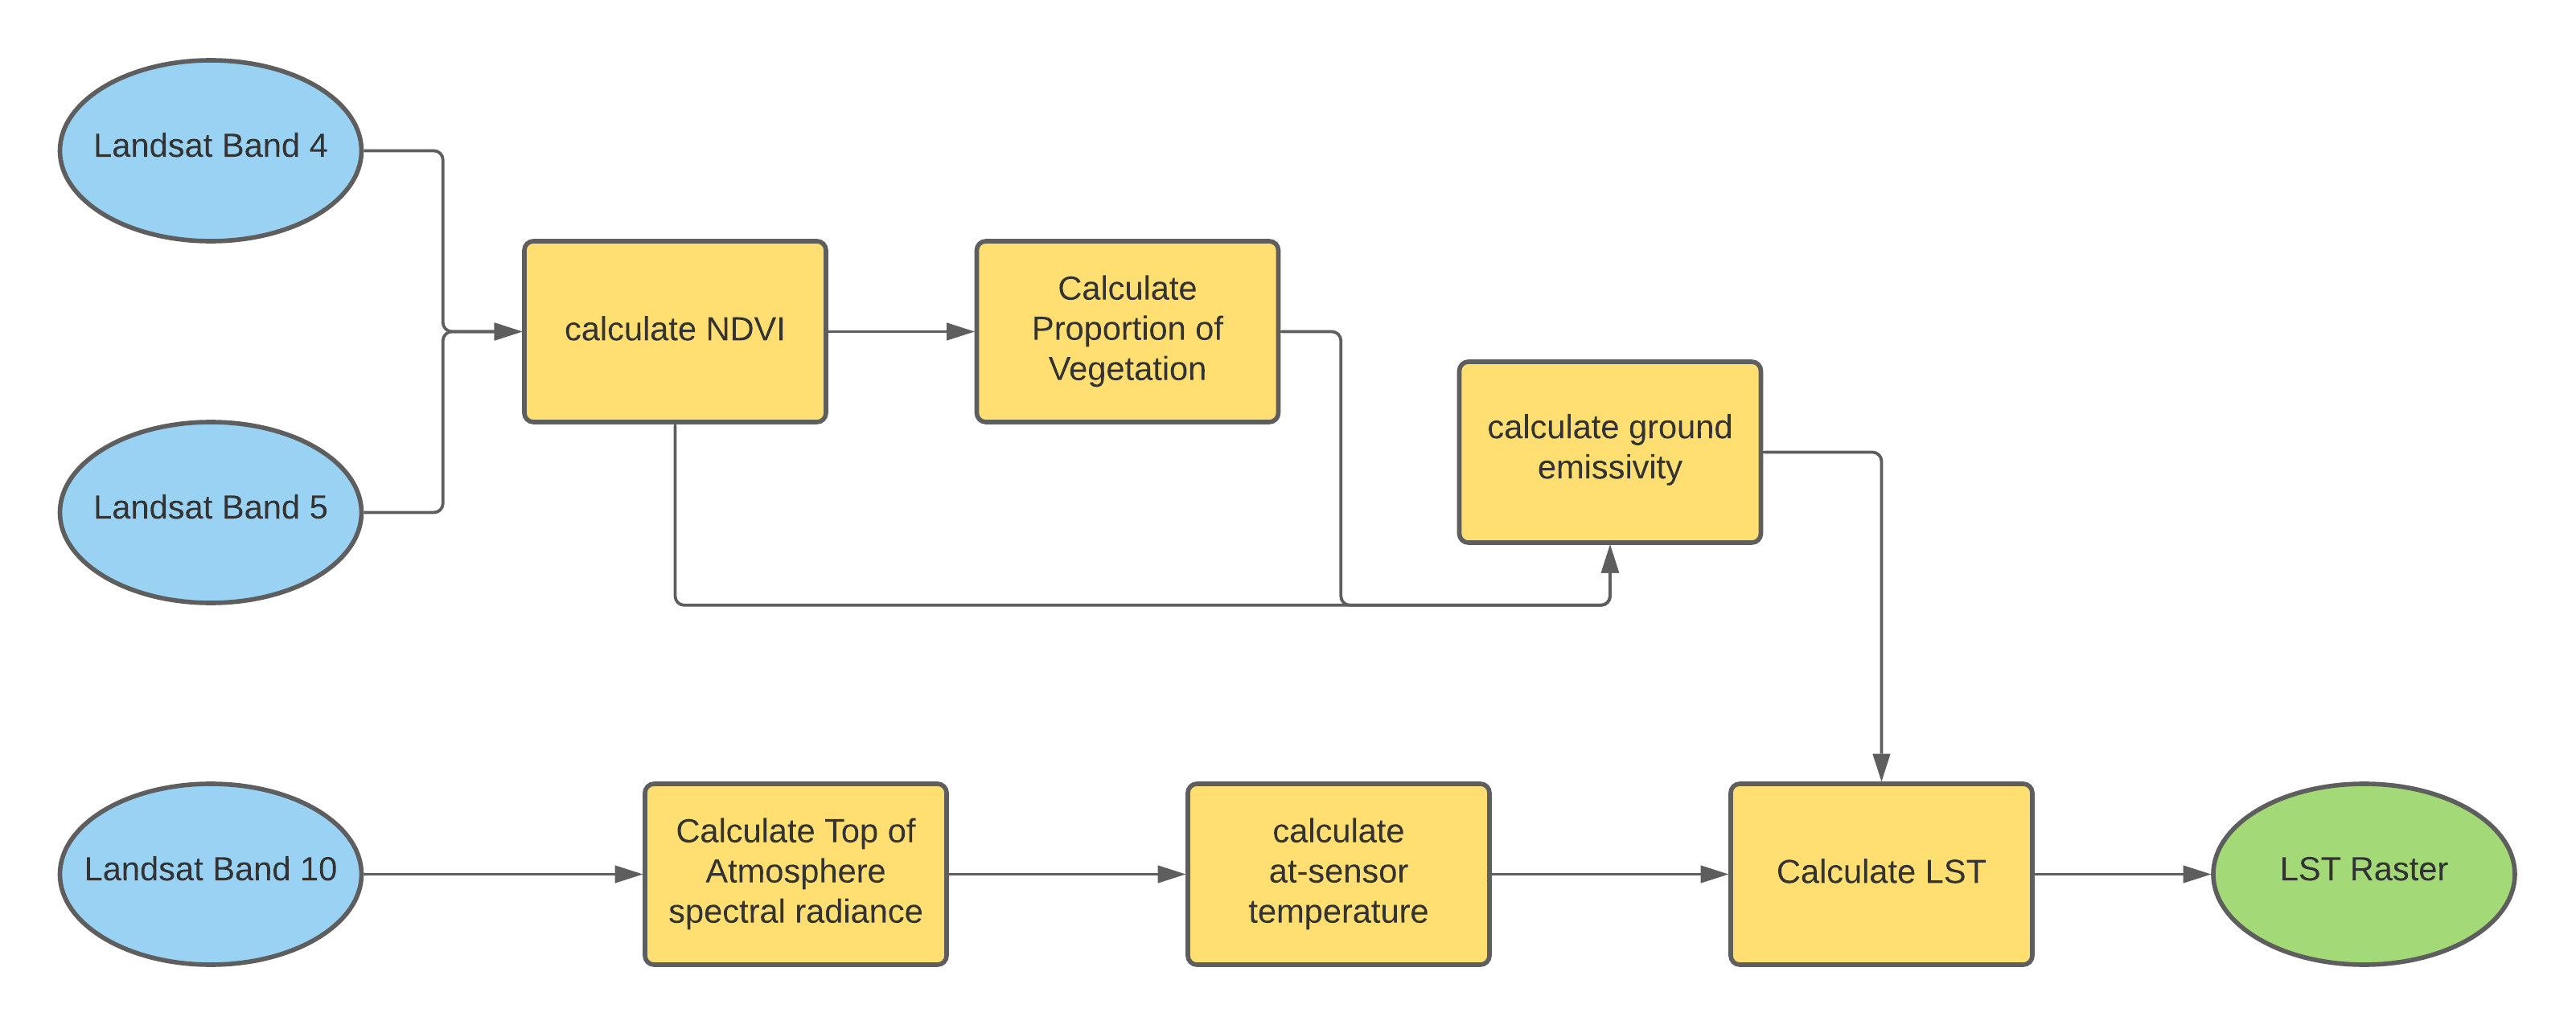 Landsat Band 4
Landsat Band 5
calculate NDVI
Calculate
Proportion of
Vegetation
calculate ground
emissivity
Landsat Band 10
Calculate Top of
Atmosphere
spectral radiance
calculate
at-sensor
temperature
Calculate LST
LST Raster